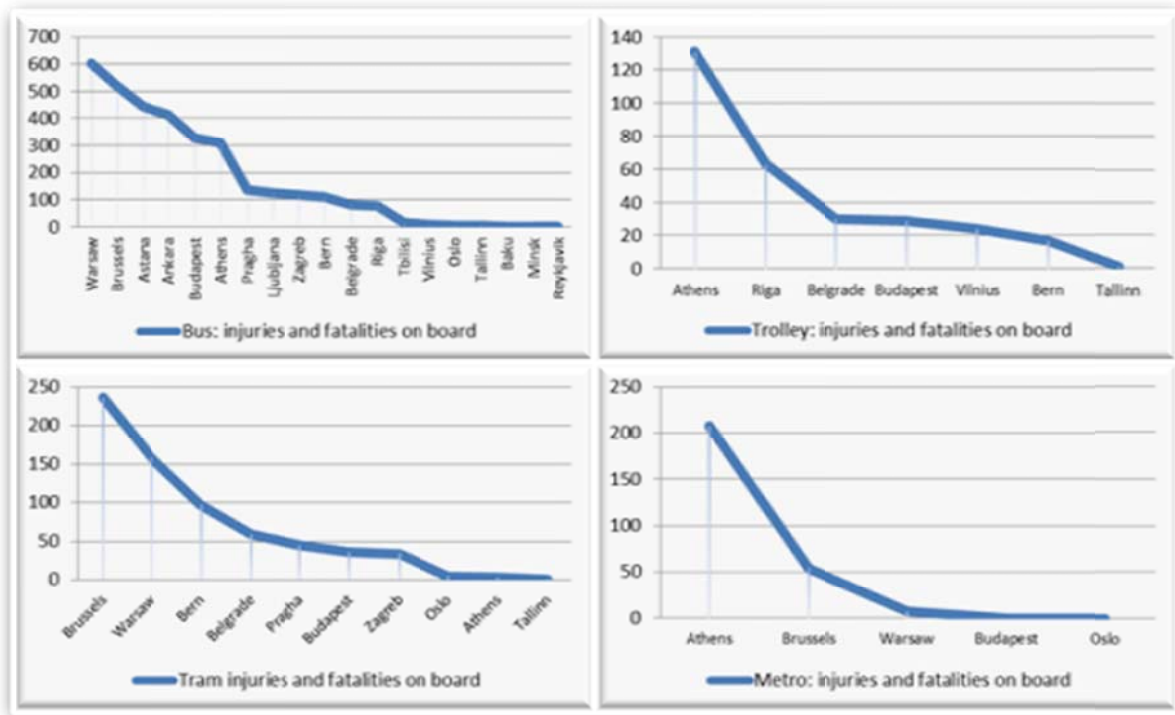 700
600
500
400
300
200
100
0
Warsaw
Brussels
Astana
Ankara
Budapest
Athens
Pragha
Ljubljana
Zagreb
Bern
Belgrade
Riga
Tbilisi
Vilnius
Oslo
Tallinn
Baku
Minsk
Reykjavik
Bus: injuries and fatalities on board
140
120
100
80
60
40
20
0
Athens Riga Belgrade Budapest Vilnius Bern Tallinn
Trolley: injuries and fatalities on board
250
200
150
100
50
0
Brussels
Warsaw
Bern
Belgrade
Pragha
Budapest
Zagreb
Oslo
Athens
Tallinn
Tram injuries and fatalities on board
250
200
150
100
50
0
Athens Brussels Warsaw Budapest Oslo
Metro: injuries and fatalities on board